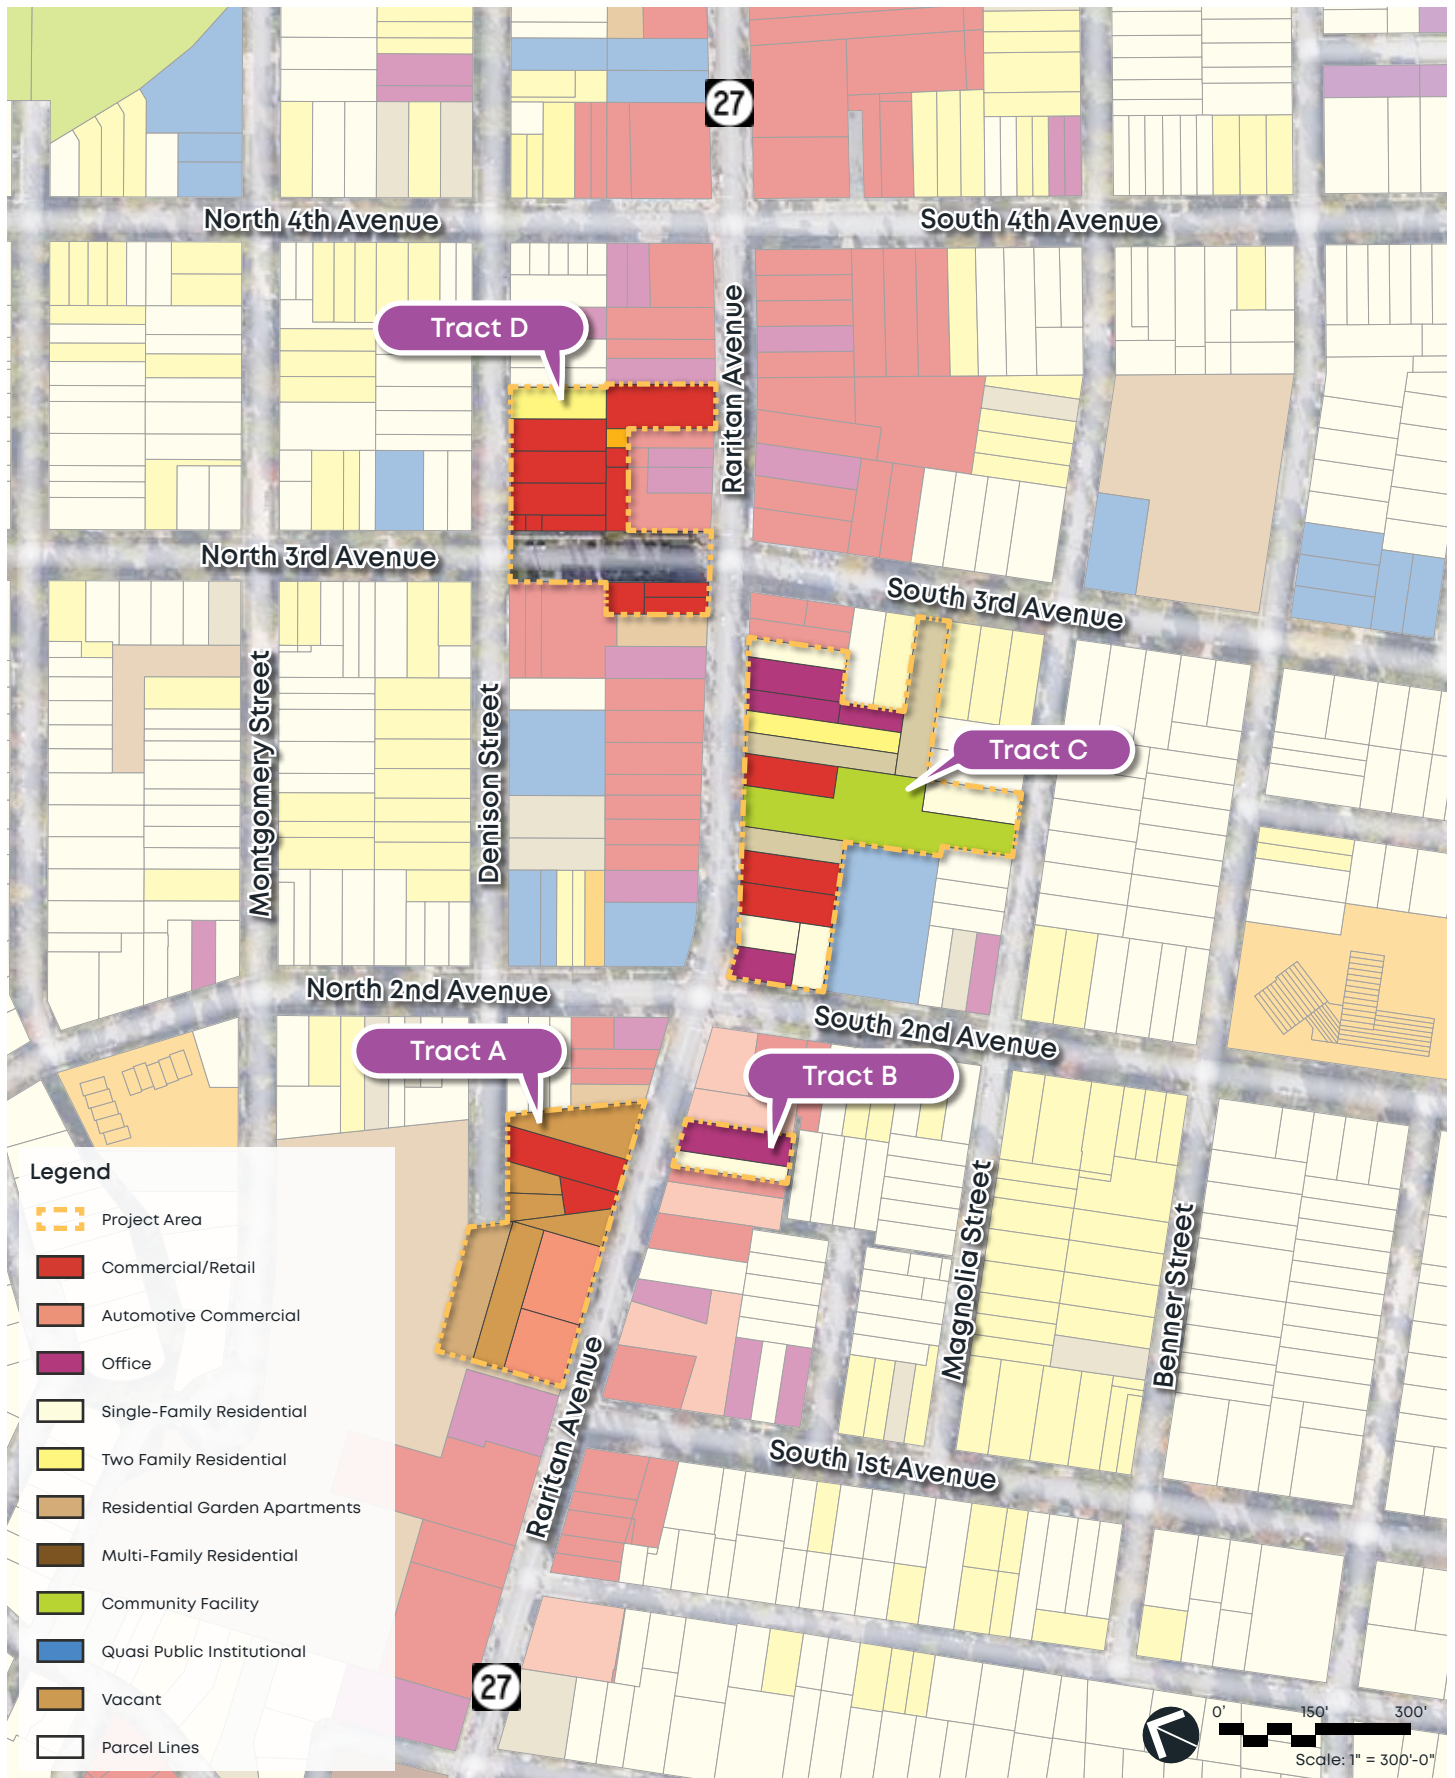 27
North 4th Avenue
South 4th Avenue
Tract D
Raritan Avenue
North 3rd Avenue
South 3rd Avenue
Montgomery Street
Denison Street
Tract C
North 2nd Avenue
South 2nd Avenue
Tract A
Tract B
Magnolia Street
Benner Street
Raritan Avenue
South 1st Avenue
27
Legend
Project Area
Commercial/Retail
Automotive Commercial
Office
Single-Family Residential
Two Family Residential
Residential Garden Apartments
Multi-Family Residential
Community Facility
Quasi Public Institutional
Vacant
Parcel Lines
0' 150' 300'
Scale: 1" = 300'-0"